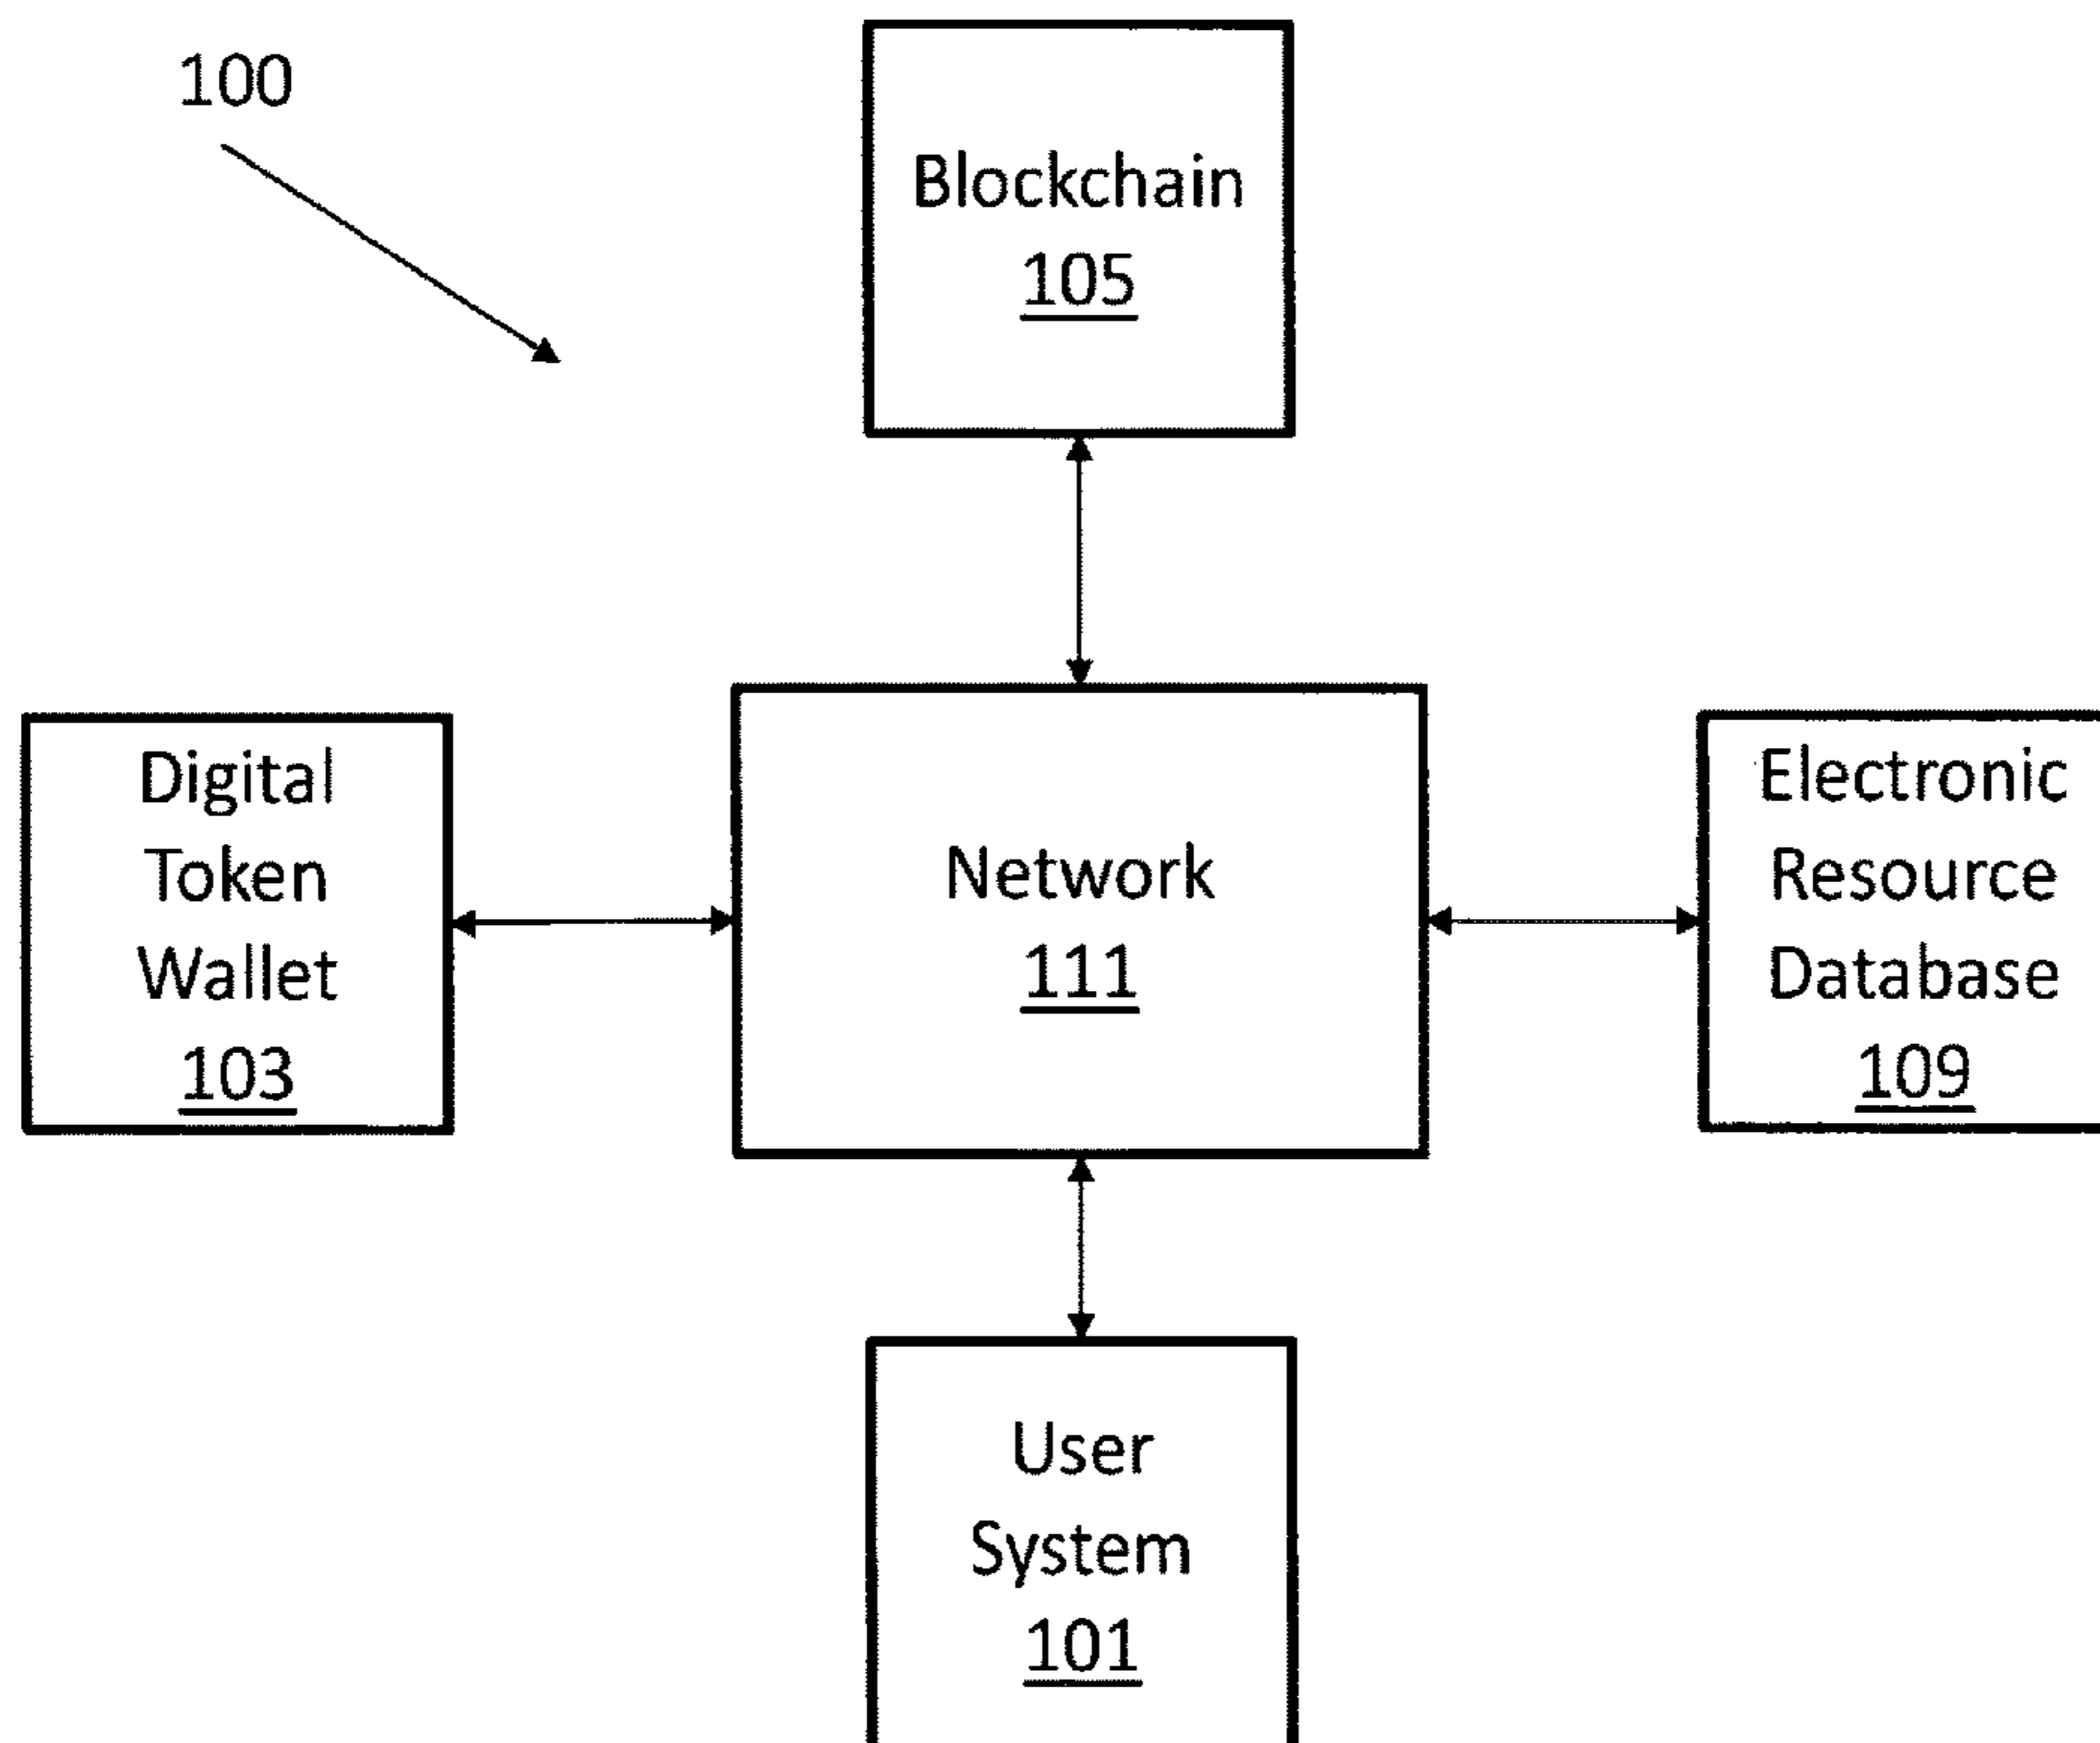 100
Blockchain
105
Digital
Token
Wallet
103
Network
111
Electronic
Resource
Database
109
User
System
101